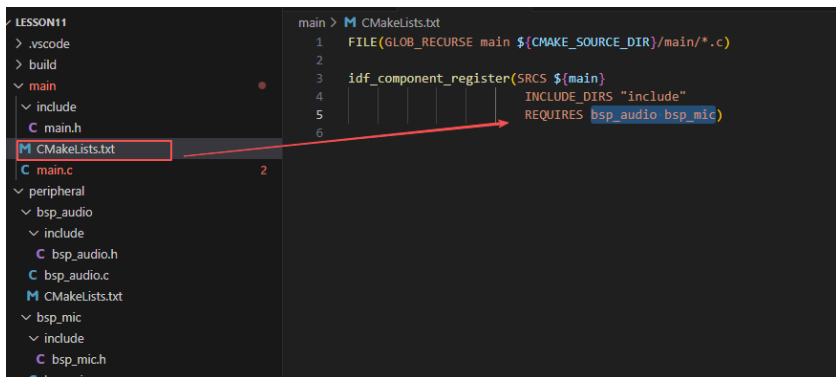 LESSON11
> .vscode
> build
main
include
C main.h
M CMakeLists.txt
C main.c 2
peripheral
bsp_audio
include
C bsp_audio.h
C bsp_audio.c
M CMakeLists.txt
bsp_mic
include
C bsp_mic.h
main > M CMakeLists.txt
1 FILE(GLOB_RECURSE main ${CMAKE_SOURCE_DIR}/main/*.c)
2
3 idf_component_register(SRCS ${main}
4 INCLUDE_DIRS "include"
5 REQUIRES bsp_audio bsp_mic)
6